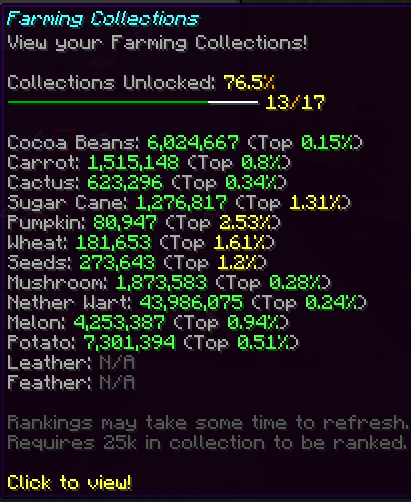 Farming Collections
View your Farming Collections!
Collections Unlocked: 76.5%
13/17
Cocoa Beans: 6,024,667 (Top 0.15%)
Carrot: 1,515,148 (Top 0.8%)
Cactus: 623,296 (Top 0.34%)
Sugar Cane: 1,276,817 (Top 1.31%)
Pumpkin: 80,947 (Top 2.53%)
Wheat: 181,653 (Top 1.61%)
Seeds: 273,643 (Top 1.2%)
Mushroom: 1,873,583 (Top 0.28%)
Nether Wart: 43,986,075 (Top 0.24%)
Melon: 4,253,387 (Top 0.94%)
Potato: 7,301,394 (Top 0.51%)
Leather: N/A
Feather: N/A
Rankings may take some time to refresh.
Requires 25k in collection to be ranked.
Click to view!